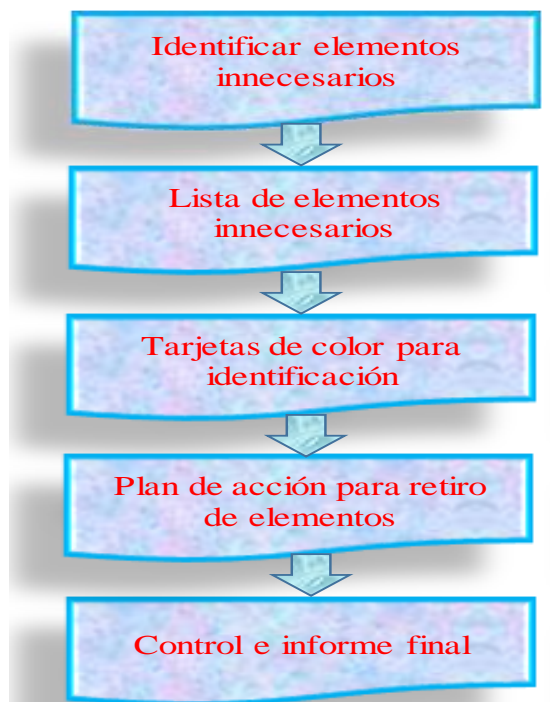 Identificar elementos
innecesarios
Lista de elementos
innecesarios
Tarjetas de color para
identificación
Plan de acción para retiro
de elementos
Control e informe final